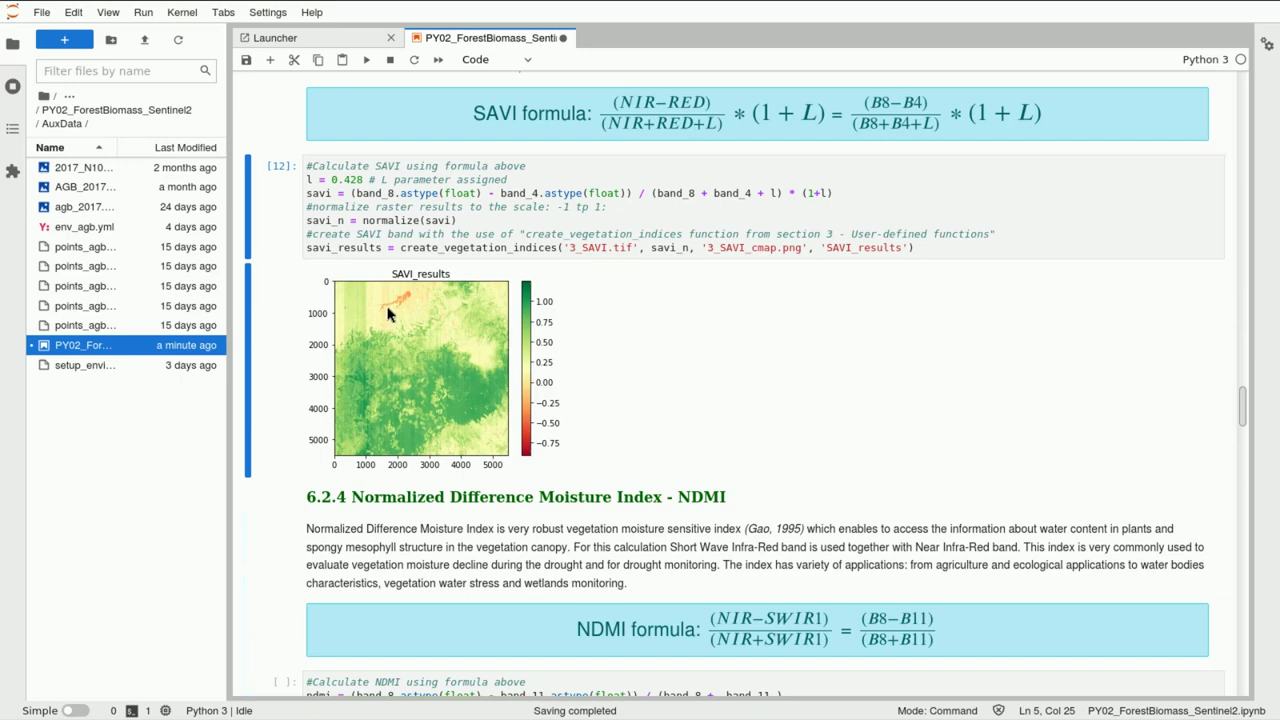 File Edit View Run Kernel Tabs Settings Help
Launcher
PY02_ForestBiomass_Senti
Code
Python 3
Filter files by name
/ ...
/ PY02_ForestBiomass_Sentinel2
/ AuxData /
Name Last Modified
2017_N10... 2 months ago
AGB_2017... a month ago
agb_2017.... 24 days ago
Y: env_agb.yml 4 days ago
points_agb... 15 days ago
points_agb... 15 days ago
points_agb... 15 days ago
points_agb... 15 days ago
points_agb... 15 days ago
PY02_For... a minute ago
setup_envi... 3 days ago
SAVI formula: (NIR−RED)/(NIR+RED+L) ∗ (1 + L) = (B8−B4)/(B8+B4+L) ∗ (1 + L)
[12]:
#Calculate SAVI using formula above
l = 0.428 # L parameter assigned
savi = (band_8.astype(float) - band_4.astype(float)) / (band_8 + band_4 + l) * (1+l)
#normalize raster results to the scale: -1 tp 1:
savi_n = normalize(savi)
#create SAVI band with the use of "create_vegetation_indices function from section 3 - User-defined functions"
savi_results = create_vegetation_indices('3_SAVI.tif', savi_n, '3_SAVI_cmap.png', 'SAVI_results')
SAVI_results
0
1000
2000
3000
4000
5000
0 1000 2000 3000 4000 5000
1.00
0.75
0.50
0.25
0.00
−0.25
−0.50
−0.75
6.2.4 Normalized Difference Moisture Index - NDMI
Normalized Difference Moisture Index is very robust vegetation moisture sensitive index (Gao, 1995) which enables to access the information about water content in plants and
spongy mesophyll structure in the vegetation canopy. For this calculation Short Wave Infra-Red band is used together with Near Infra-Red band. This index is very commonly used to
evaluate vegetation moisture decline during the drought and for drought monitoring. The index has variety of applications: from agriculture and ecological applications to water bodies
characteristics, vegetation water stress and wetlands monitoring.
NDMI formula: (NIR−SWIR1)/(NIR+SWIR1) = (B8−B11)/(B8+B11)
[ ]:
#Calculate NDMI using formula above
ndmi = (band_8.astype(float) - band_11.astype(float)) / (band_8 + band_11 )
Simple 0 1 Python 3 | Idle Saving completed Mode: Command Ln 5, Col 25 PY02_ForestBiomass_Sentinel2.ipynb